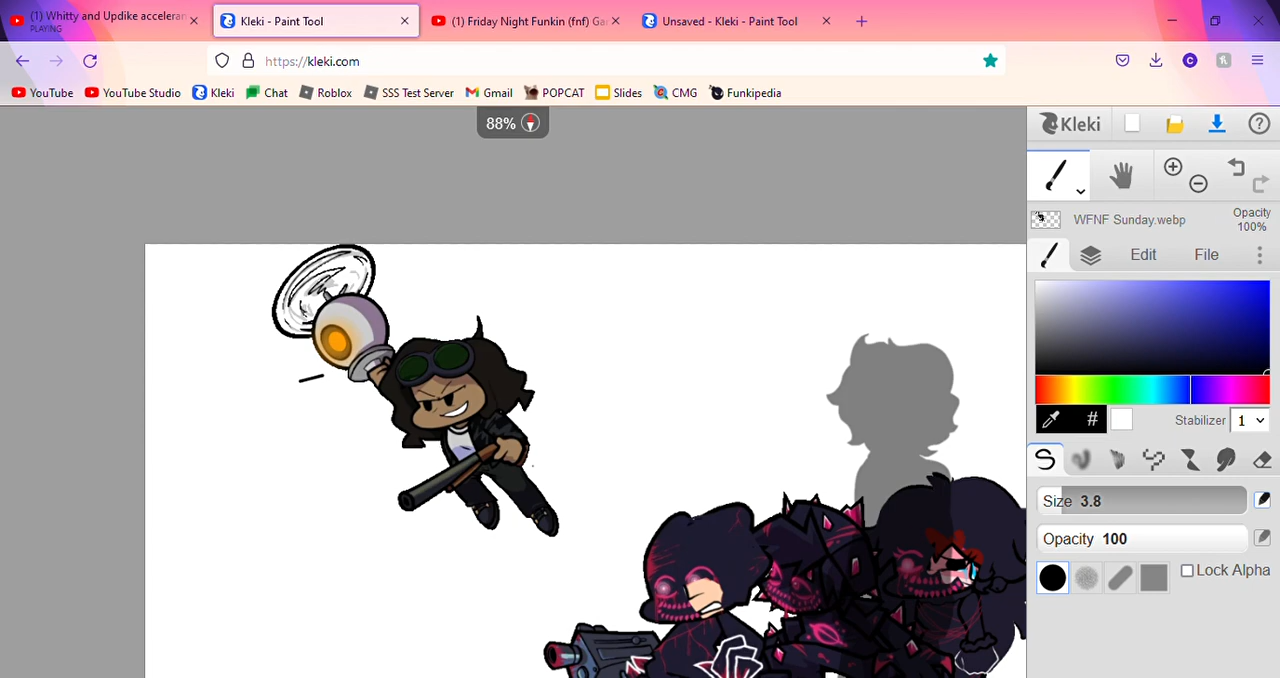 (1) Whitty and Updike acceleran
PLAYING
Kleki - Paint Tool
(1) Friday Night Funkin (fnf) Ga
Unsaved - Kleki - Paint Tool
https://kleki.com
YouTube YouTube Studio Kleki Chat Roblox SSS Test Server Gmail POPCAT Slides CMG Funkipedia
88%
Kleki
WFNF Sunday.webp
Opacity
100%
Edit File
# Stabilizer 1
Size 3.8
Opacity 100
Lock Alpha